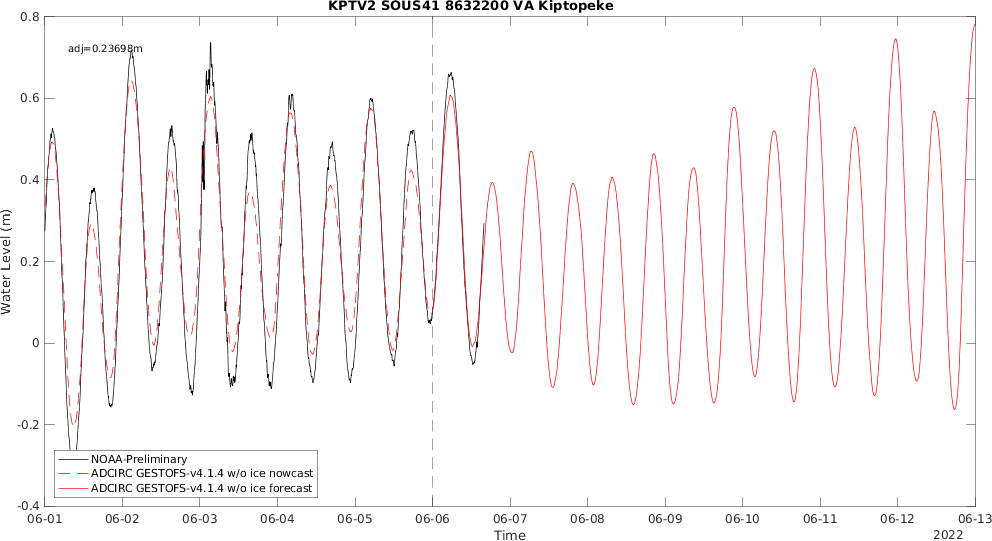 KPTV2 SOUS41 8632200 VA Kiptopeke
adj=0.23698m
Water Level (m)
0.8
0.6
0.4
0.2
0
-0.2
-0.4
NOAA-Preliminary
ADCIRC GESTOFS-v4.1.4 w/o ice nowcast
ADCIRC GESTOFS-v4.1.4 w/o ice forecast
06-01 06-02 06-03 06-04 06-05 06-06 06-07 06-08 06-09 06-10 06-11 06-12 06-13
Time
2022